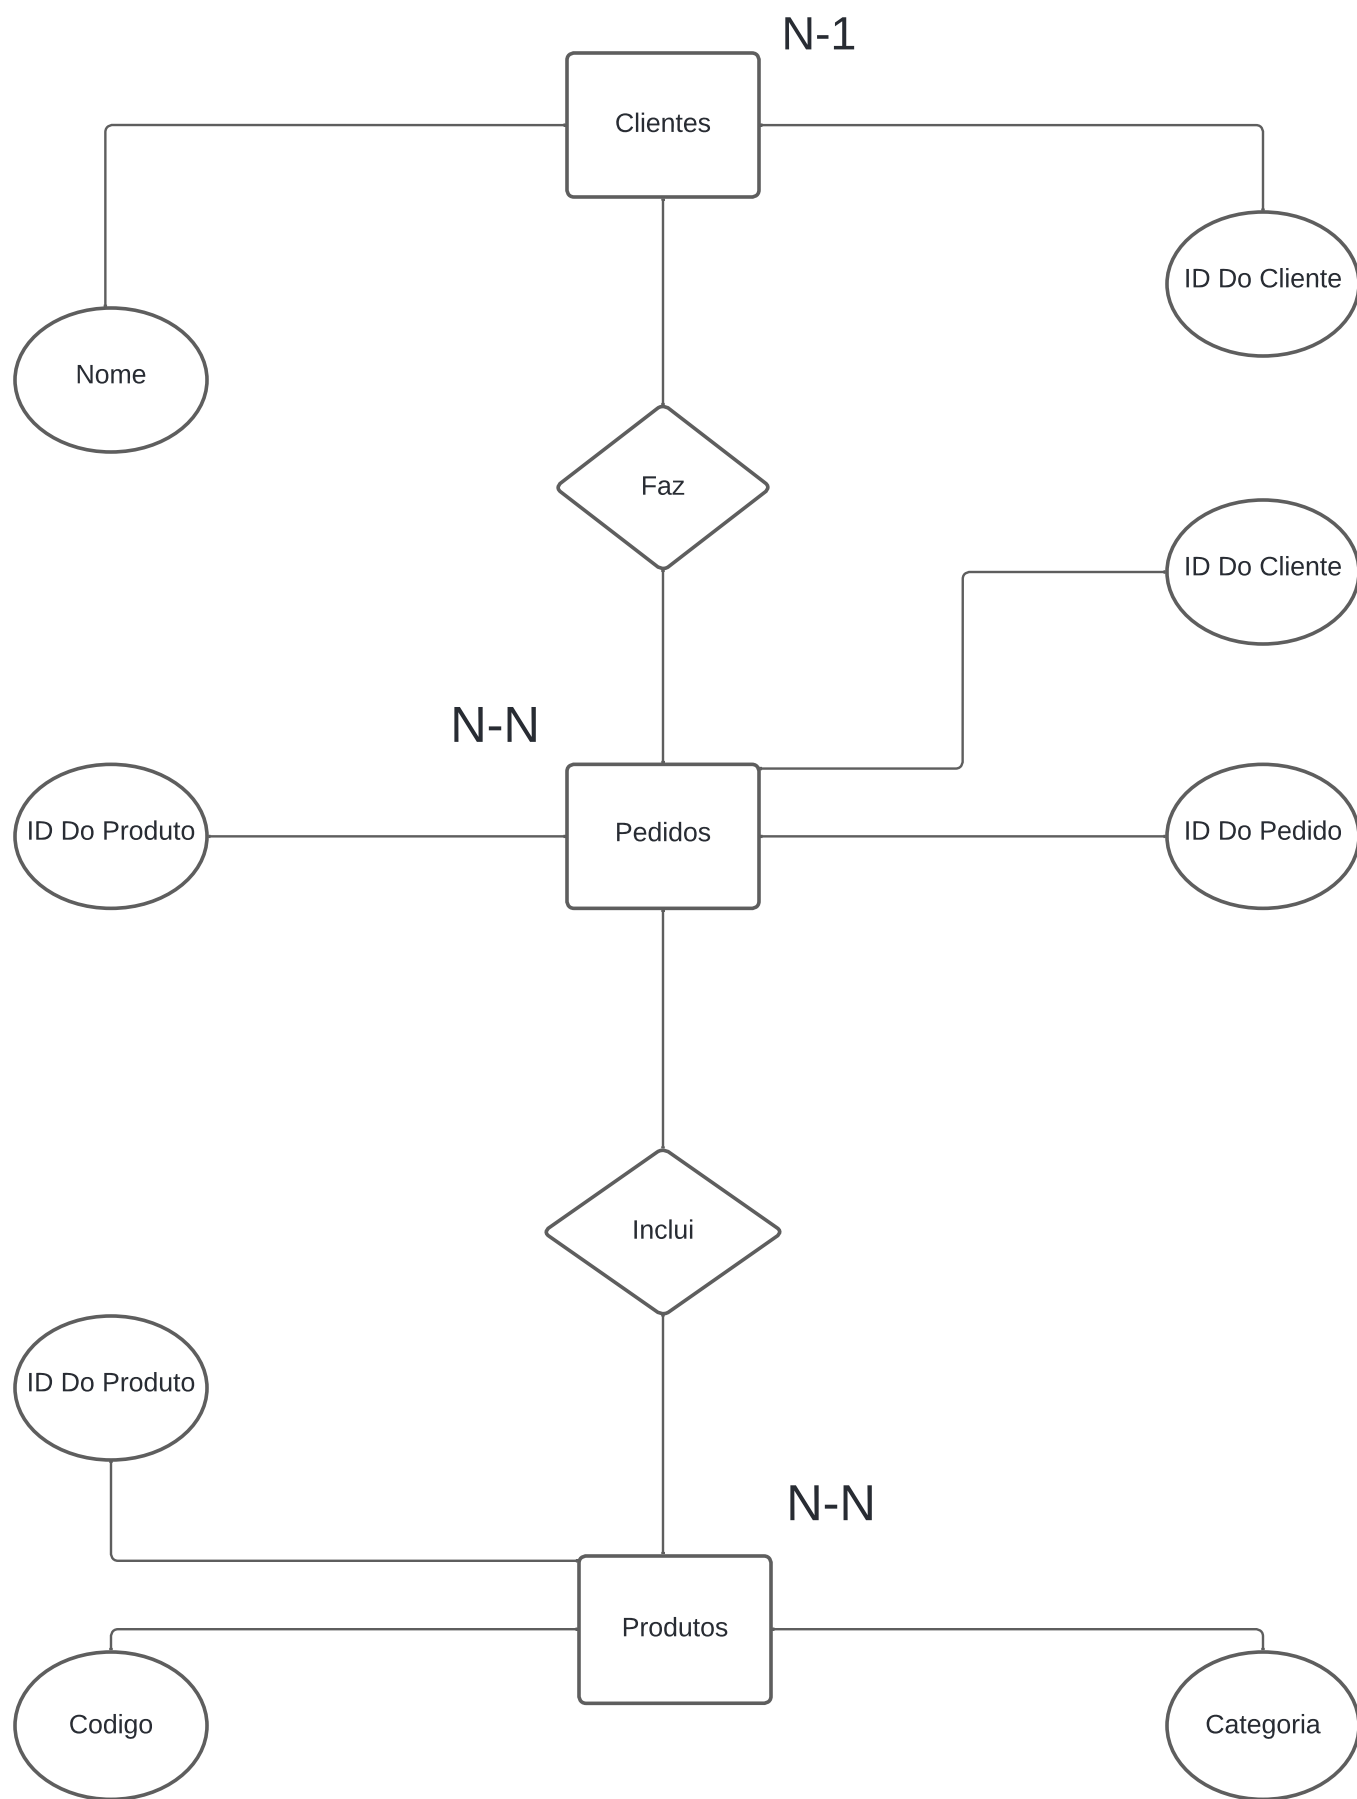 N-1
Clientes
ID Do Cliente
Nome
Faz
ID Do Cliente
N-N
ID Do Produto
Pedidos
ID Do Pedido
Inclui
ID Do Produto
N-N
Produtos
Codigo
Categoria